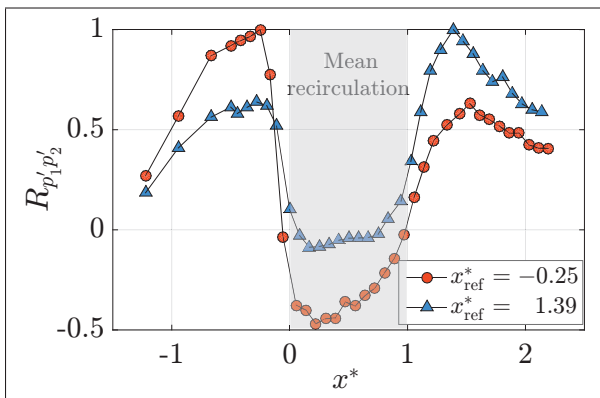 1
0.5
0
-0.5
-1
0
1
2
R_{p'_1 p'_2}
x*
Mean
recirculation
x*_ref = −0.25
x*_ref = 1.39